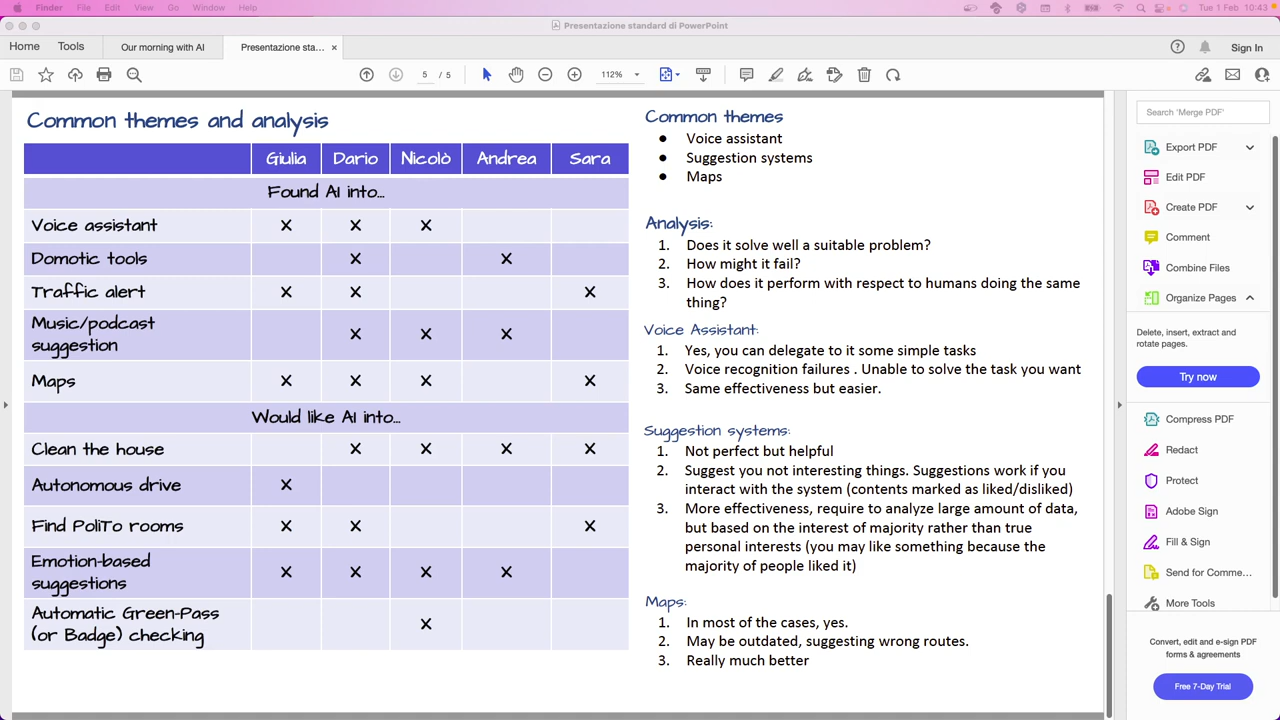 Finder File Edit View Go Window Help
Tue 1 Feb 10:43
Presentazione standard di PowerPoint
Home Tools Our morning with AI Presentazione sta... × Sign In
5 / 5 112%
Common themes and analysis
Giulia Dario Nicolò Andrea Sara
Found AI into...
Voice assistant X X X
Domotic tools X X
Traffic alert X X X
Music/podcast
suggestion X X X
Maps X X X X
Would like AI into...
Clean the house X X X X
Autonomous drive X
Find PoliTo rooms X X X
Emotion-based
suggestions X X X X
Automatic Green-Pass
(or Badge) checking X
Common themes
● Voice assistant
● Suggestion systems
● Maps
Analysis:
1. Does it solve well a suitable problem?
2. How might it fail?
3. How does it perform with respect to humans doing the same
thing?
Voice Assistant:
1. Yes, you can delegate to it some simple tasks
2. Voice recognition failures . Unable to solve the task you want
3. Same effectiveness but easier.
Suggestion systems:
1. Not perfect but helpful
2. Suggest you not interesting things. Suggestions work if you
interact with the system (contents marked as liked/disliked)
3. More effectiveness, require to analyze large amount of data,
but based on the interest of majority rather than true
personal interests (you may like something because the
majority of people liked it)
Maps:
1. In most of the cases, yes.
2. May be outdated, suggesting wrong routes.
3. Really much better
Search 'Merge PDF'
Export PDF
Edit PDF
Create PDF
Comment
Combine Files
Organize Pages
Delete, insert, extract and
rotate pages.
Try now
Compress PDF
Redact
Protect
Adobe Sign
Fill & Sign
Send for Comme...
More Tools
Convert, edit and e-sign PDF
forms & agreements
Free 7-Day Trial